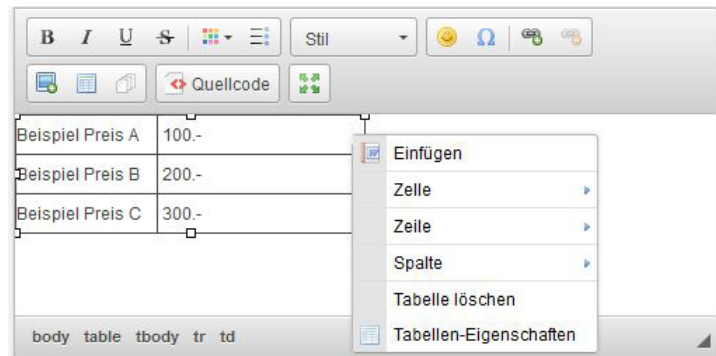 B I U S Stil Ω
Quellcode
Beispiel Preis A 100.-
Beispiel Preis B 200.-
Beispiel Preis C 300.-
Einfügen
Zelle
Zeile
Spalte
Tabelle löschen
Tabellen-Eigenschaften
body table tbody tr td